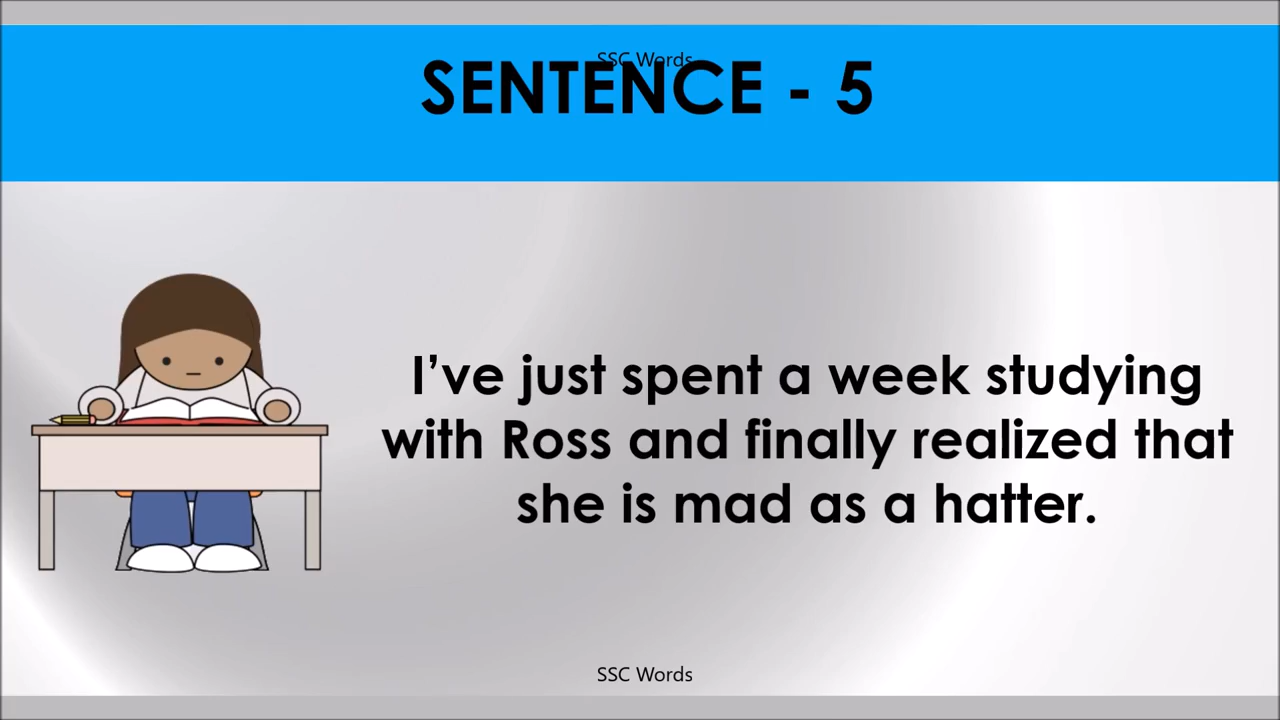 SSC Words
SENTENCE - 5
I’ve just spent a week studying
with Ross and finally realized that
she is mad as a hatter.
SSC Words